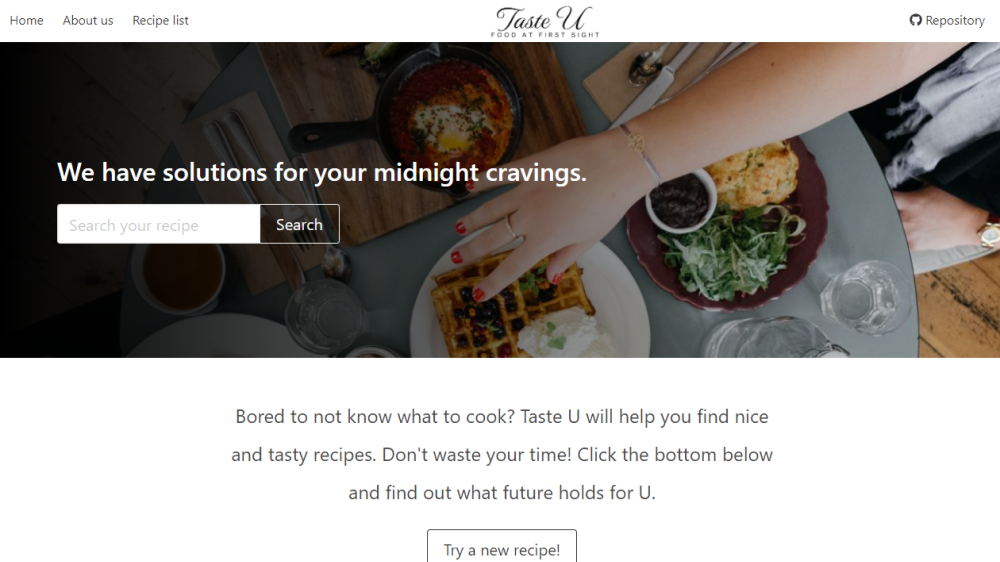 Home About us Recipe list Taste U Repository
FOOD AT FIRST SIGHT
We have solutions for your midnight cravings.
Search your recipe Search
Bored to not know what to cook? Taste U will help you find nice
and tasty recipes. Don't waste your time! Click the bottom below
and find out what future holds for U.
Try a new recipe!